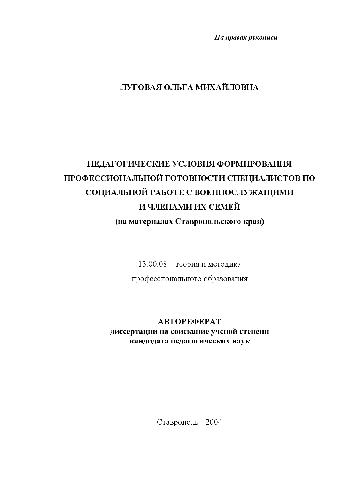 На правах рукописи
ЛУГОВАЯ ОЛЬГА МИХАЙЛОВНА
ПЕДАГОГИЧЕСКИЕ УСЛОВИЯ ФОРМИРОВАНИЯ
ПРОФЕССИОНАЛЬНОЙ ГОТОВНОСТИ СПЕЦИАЛИСТОВ ПО
СОЦИАЛЬНОЙ РАБОТЕ С ВОЕННОСЛУЖАЩИМИ
И ЧЛЕНАМИ ИХ СЕМЕЙ
(на материалах Ставропольского края)
13.00.08 теория и методика
профессионального образования
АВТОРЕФЕРАТ
диссертации на соискание ученой степени
кандидата педагогических наук
Ставрополь